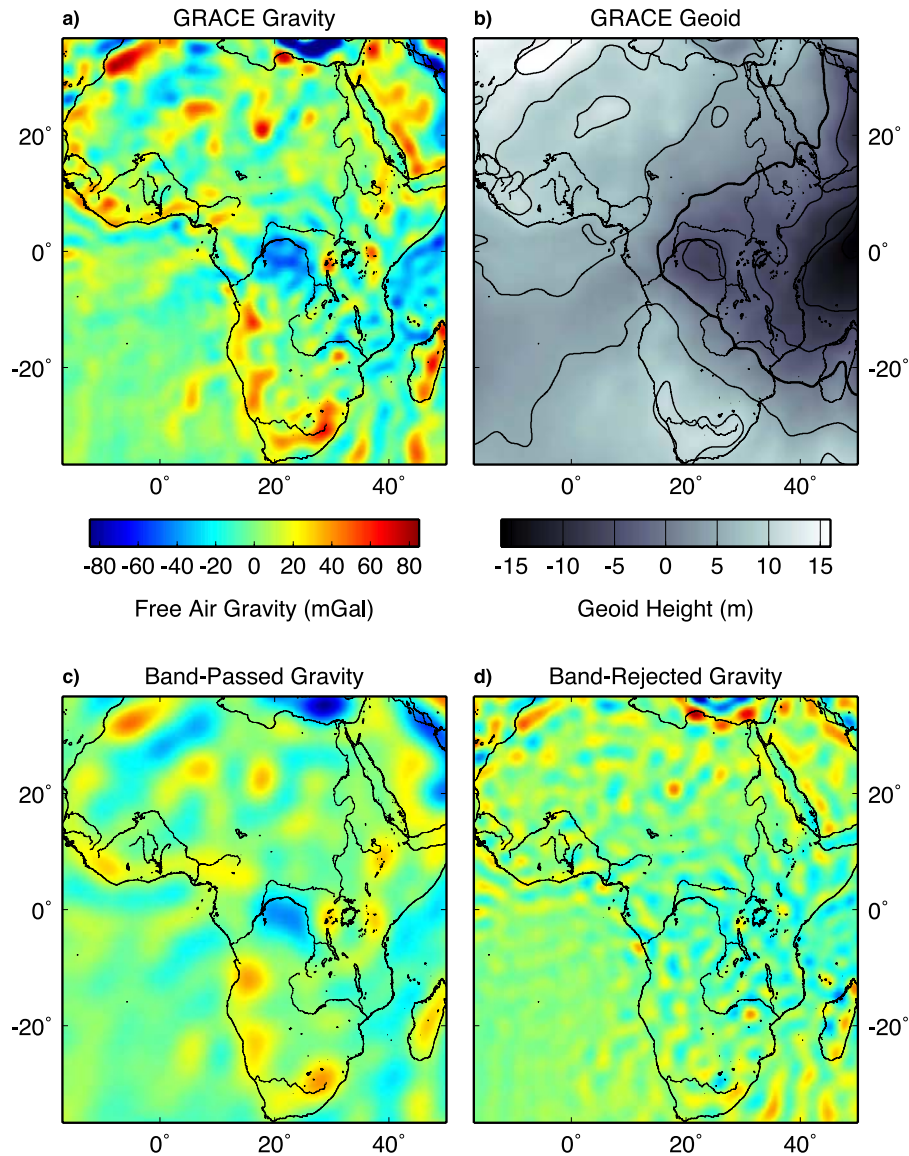 a) GRACE Gravity
b) GRACE Geoid
20˚ 20˚
0˚ 0˚
-20˚ -20˚
0˚ 20˚ 40˚ 0˚ 20˚ 40˚
-80 -60 -40 -20 0 20 40 60 80
-15 -10 -5 0 5 10 15
Free Air Gravity (mGal)
Geoid Height (m)
c) Band-Passed Gravity
d) Band-Rejected Gravity
20˚ 20˚
0˚ 0˚
-20˚ -20˚
0˚ 20˚ 40˚ 0˚ 20˚ 40˚